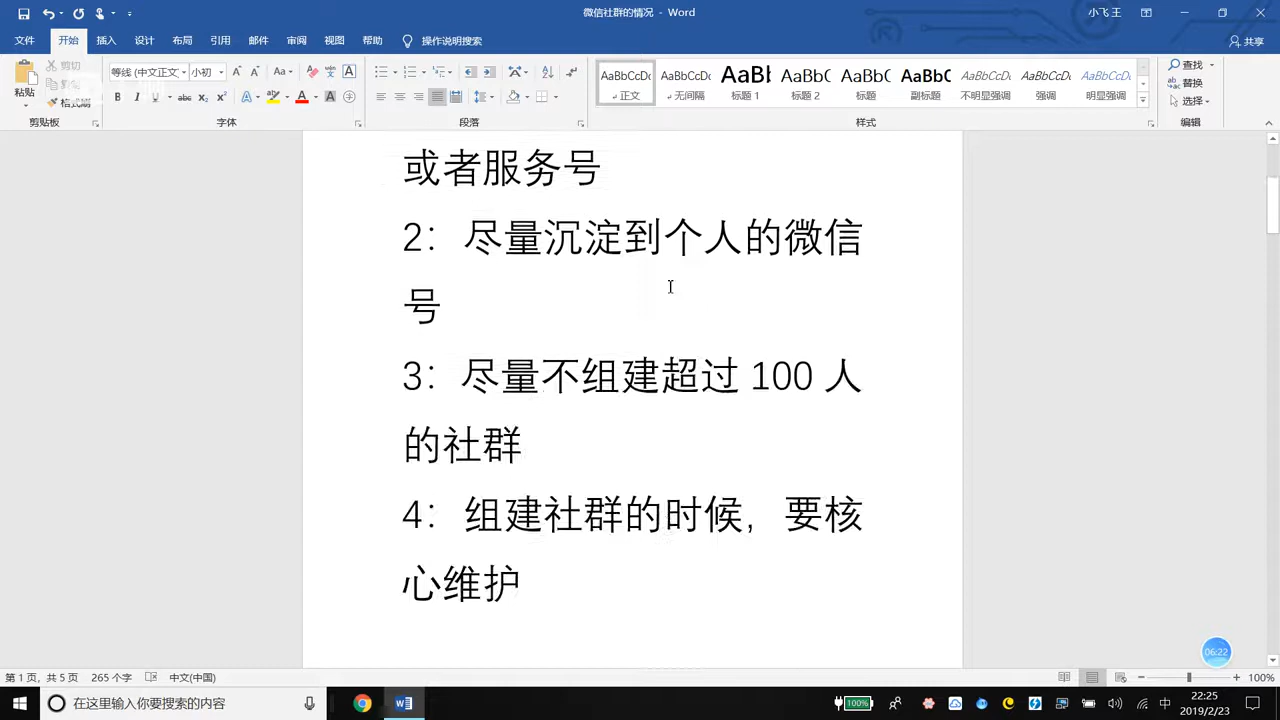 微信社群的情况 - Word
小飞 王
文件 开始 插入 设计 布局 引用 邮件 审阅 视图 帮助 操作说明搜索 共享
粘贴 剪切 复制 格式刷
等线 (中文正文) 小初 Aa
B I U abc X₂ X² A A A
AaBbCcDc AaBbCcDc AaBbI AaBbC AaBbC AaBbC AaBbCcDc AaBbCcDc AaBbCcDc
正文 无间隔 标题 1 标题 2 标题 副标题 不明显强调 强调 明显强调
查找
替换
选择
剪贴板 字体 段落 样式 编辑
或者服务号
2：尽量沉淀到个人的微信
号
3：尽量不组建超过 100 人
的社群
4：组建社群的时候，要核
心维护
06:22
第 1 页，共 5 页 265 个字 中文(中国) 100%
在这里输入你要搜索的内容
100% 中 22:25
2019/2/23